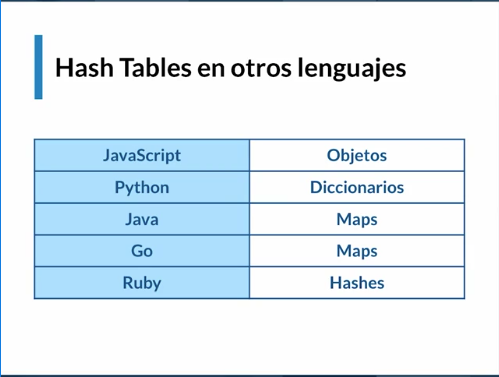 Hash Tables en otros lenguajes
JavaScript Objetos
Python Diccionarios
Java Maps
Go Maps
Ruby Hashes